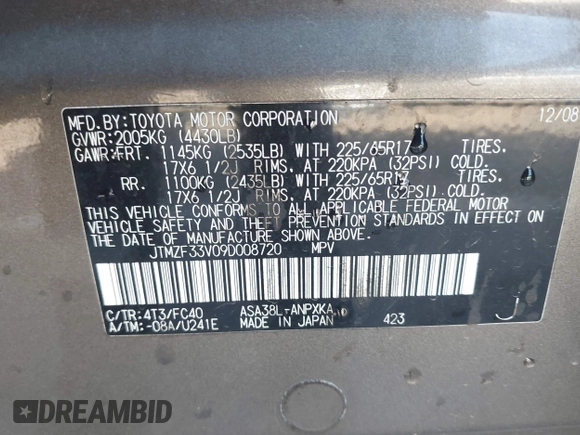 MFD.BY:TOYOTA MOTOR CORPORATION 12/08
GVWR:2005KG (4430LB)
GAWR:FRT. 1145KG (2535LB) WITH 225/65R17 TIRES.
17X6 1/2J RIMS. AT 220KPA (32PSI) COLD.
RR. 1100KG (2435LB) WITH 225/65R17 TIRES.
17X6 1/2J RIMS. AT 220KPA (32PSI) COLD.
THIS VEHICLE CONFORMS TO ALL APPLICABLE FEDERAL MOTOR
VEHICLE SAFETY AND THEFT PREVENTION STANDARDS IN EFFECT ON
THE DATE OF MANUFACTURE SHOWN ABOVE.
JTMZF33V09D008720 MPV
C/TR:4T3/FC40 ASA38L-ANPXKA J
A/TM:-08A/U241E MADE IN JAPAN 423
DREAMBID